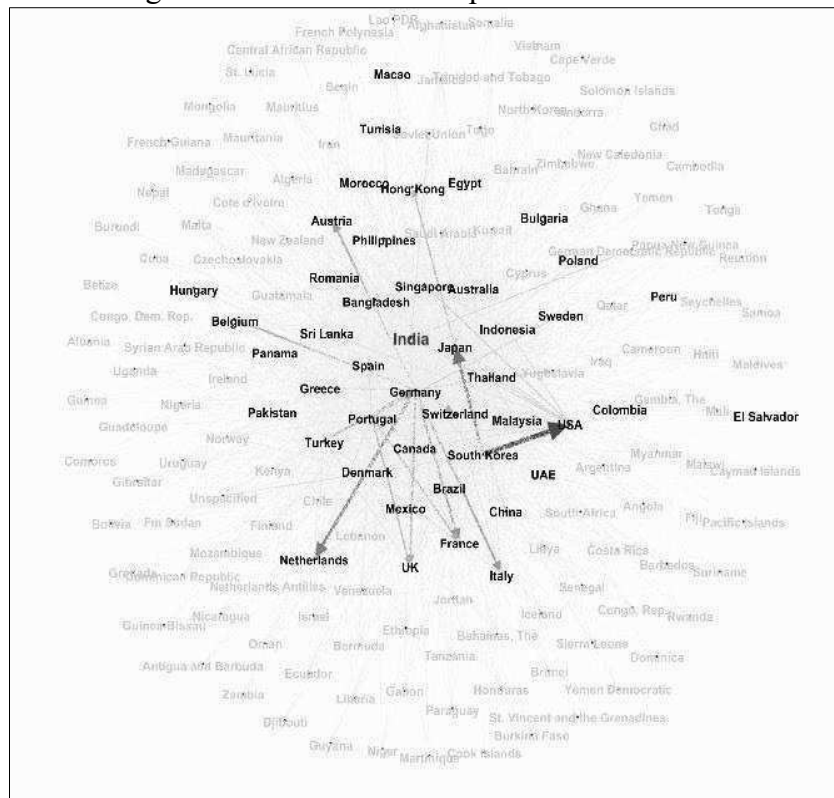 Lao PDR
Afghanistan
Somalia
French Polynesia
Vietnam
Central African Republic
Cape Verde
St. Lucia
Macao
Jamaica
Trinidad and Tobago
Benin
Solomon Islands
Mongolia
Mauritius
North Korea
Tunisia
Soviet Union
Togo
Chad
French Guiana
Mauritania
Iran
New Caledonia
Zimbabwe
Cambodia
Madagascar
Bahrain
Algeria
Morocco
Hong Kong
Egypt
Nepal
Yemen
Cote d'Ivoire
Ghana
Tonga
Austria
Bulgaria
Burundi
Malta
Saudi Arabia
Kuwait
New Zealand
Philippines
Papua New Guinea
German Democratic Republic
Cuba
Czechoslovakia
Poland
Reunion
Cyprus
Romania
Belize
Hungary
Guatemala
Singapore
Australia
Peru
Bangladesh
Seychelles
Qatar
Congo, Dem. Rep.
Samoa
Sweden
Belgium
Indonesia
Sri Lanka
India
Albania
Syrian Arab Republic
Panama
Japan
Cameroon
Haiti
Iraq
Maldives
Spain
Uganda
Ireland
Thailand
Yugoslavia
Greece
Germany
Guinea
Nigeria
Gambia, The
Pakistan
Switzerland
Colombia
Mali
El Salvador
Portugal
Malaysia
Guadeloupe
USA
Norway
Turkey
Canada
South Korea
Myanmar
Comoros
Uruguay
Malawi
Kenya
Denmark
UAE
Argentina
Cayman Islands
Gibraltar
Brazil
Unspecified
Chile
Mexico
China
South Africa
Angola
Fiji
Pacific Islands
Bolivia
Fm Sudan
Finland
Lebanon
France
Mozambique
Libya
Costa Rica
Netherlands
UK
Italy
Barbados
Suriname
Grenada
Dominican Republic
Netherlands Antilles
Venezuela
Senegal
Jordan
Nicaragua
Israel
Iceland
Congo, Rep.
Rwanda
Guinea Bissau
Ethiopia
Bahamas, The
Oman
Bermuda
Sierra Leone
Tanzania
Dominica
Antigua and Barbuda
Ecuador
Brunei
Zambia
Liberia
Gabon
Honduras
Yemen Democratic
Paraguay
Djibouti
St. Vincent and the Grenadines
Burkina Faso
Guyana
Niger
Martinique
Cook Islands